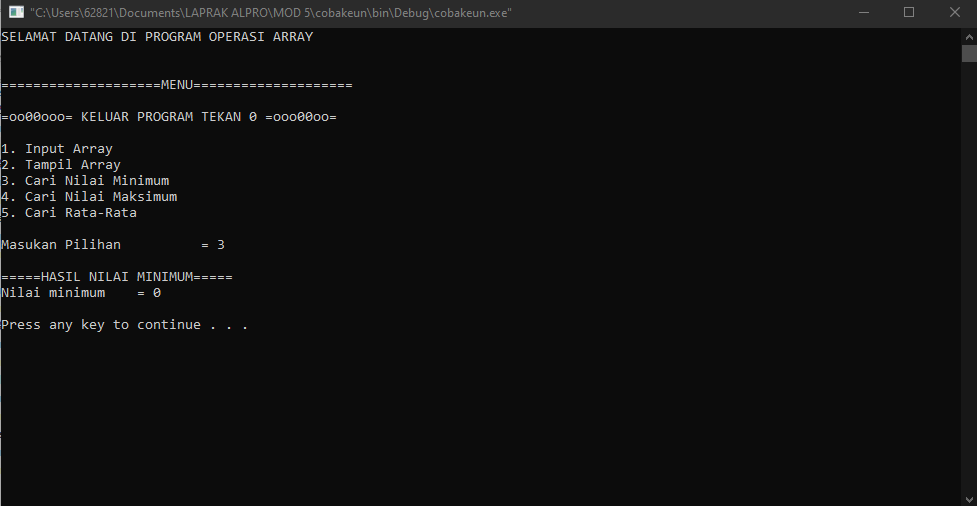 "C:\Users\62821\Documents\LAPRAK ALPRO\MOD 5\cobakeun\bin\Debug\cobakeun.exe"
SELAMAT DATANG DI PROGRAM OPERASI ARRAY
====================MENU====================
=oo00ooo= KELUAR PROGRAM TEKAN 0 =ooo00oo=
1. Input Array
2. Tampil Array
3. Cari Nilai Minimum
4. Cari Nilai Maksimum
5. Cari Rata-Rata
Masukan Pilihan          = 3
=====HASIL NILAI MINIMUM=====
Nilai minimum    = 0
Press any key to continue . . .